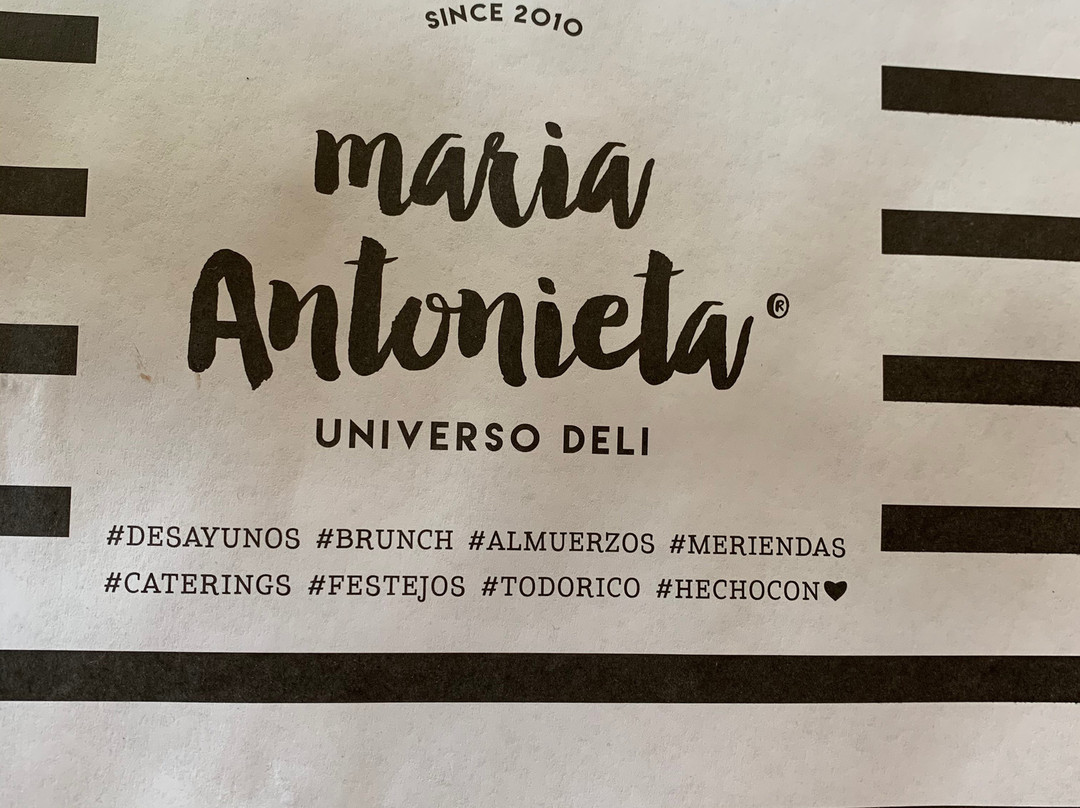 SINCE 2010
maria
Antonieta®
UNIVERSO DELI
#DESAYUNOS #BRUNCH #ALMUERZOS #MERIENDAS
#CATERINGS #FESTEJOS #TODORICO #HECHOCON♥